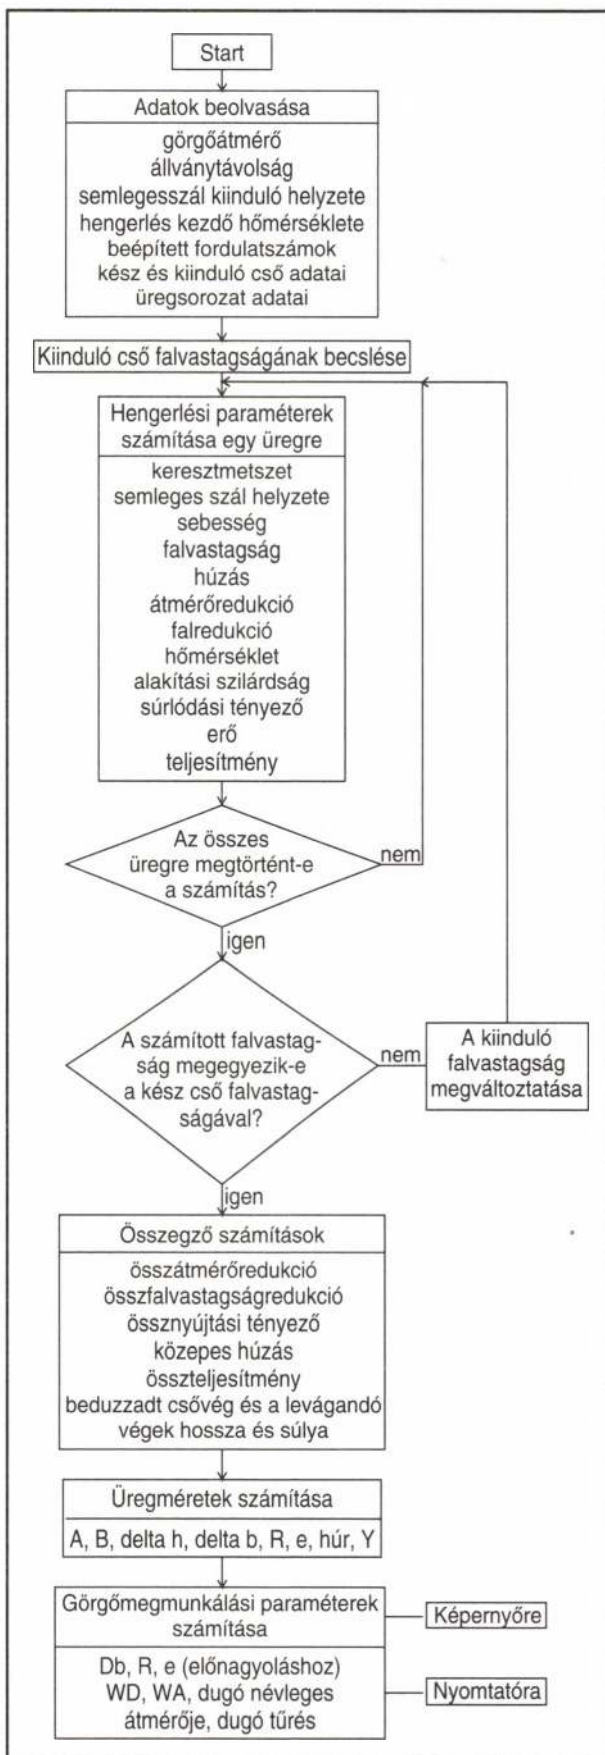 Start
Adatok beolvasása
görgőátmérő
állványtávolság
semlegesszál kiinduló helyzete
hengerlés kezdő hőmérséklete
beépített fordulatszámok
kész és kiinduló cső adatai
üregsorozat adatai
Kiinduló cső falvastagságának becslése
Hengerlési paraméterek
számítása egy üregre
keresztmetszet
semleges szál helyzete
sebesség
falvastagság
húzás
átmérőredukció
falredukció
hőmérséklet
alakítási szilárdság
súrlódási tényező
erő
teljesítmény
Az összes
üregre megtörtént-e
a számítás?
nem
igen
A számított falvastag-
ság megegyezik-e
a kész cső falvastag-
ságával?
nem
A kiinduló
falvastagság
megváltoztatása
igen
Összegző számítások
összátmérőredukció
összfalvastagságredukció
össznyújtási tényező
közepes húzás
összteljesítmény
beduzzadt csővég és a levágandó
végek hossza és súlya
Üregméretek számítása
A, B, delta h, delta b, R, e, húr, Y
Görgőmegmunkálási paraméterek
számítása
Db, R, e (előnagyoláshoz)
WD, WA, dugó névleges
átmérője, dugó tűrés
Képernyőre
Nyomtatóra